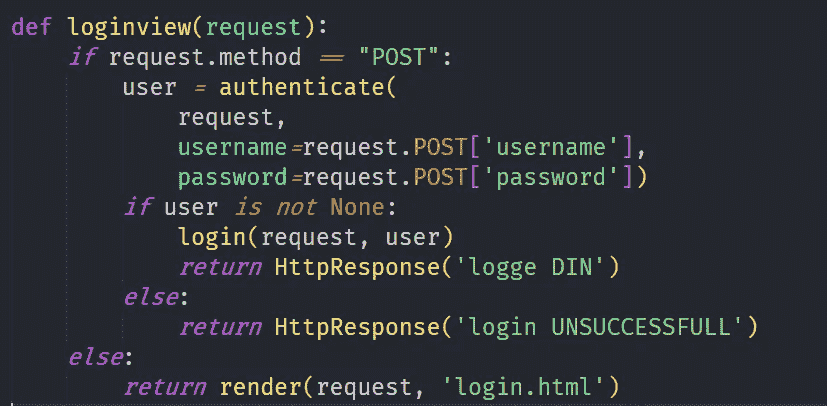 def loginview(request):
    if request.method == "POST":
        user = authenticate(
            request,
            username=request.POST['username'],
            password=request.POST['password'])
        if user is not None:
            login(request, user)
            return HttpResponse('logge DIN')
        else:
            return HttpResponse('login UNSUCCESSFULL')
    else:
        return render(request, 'login.html')